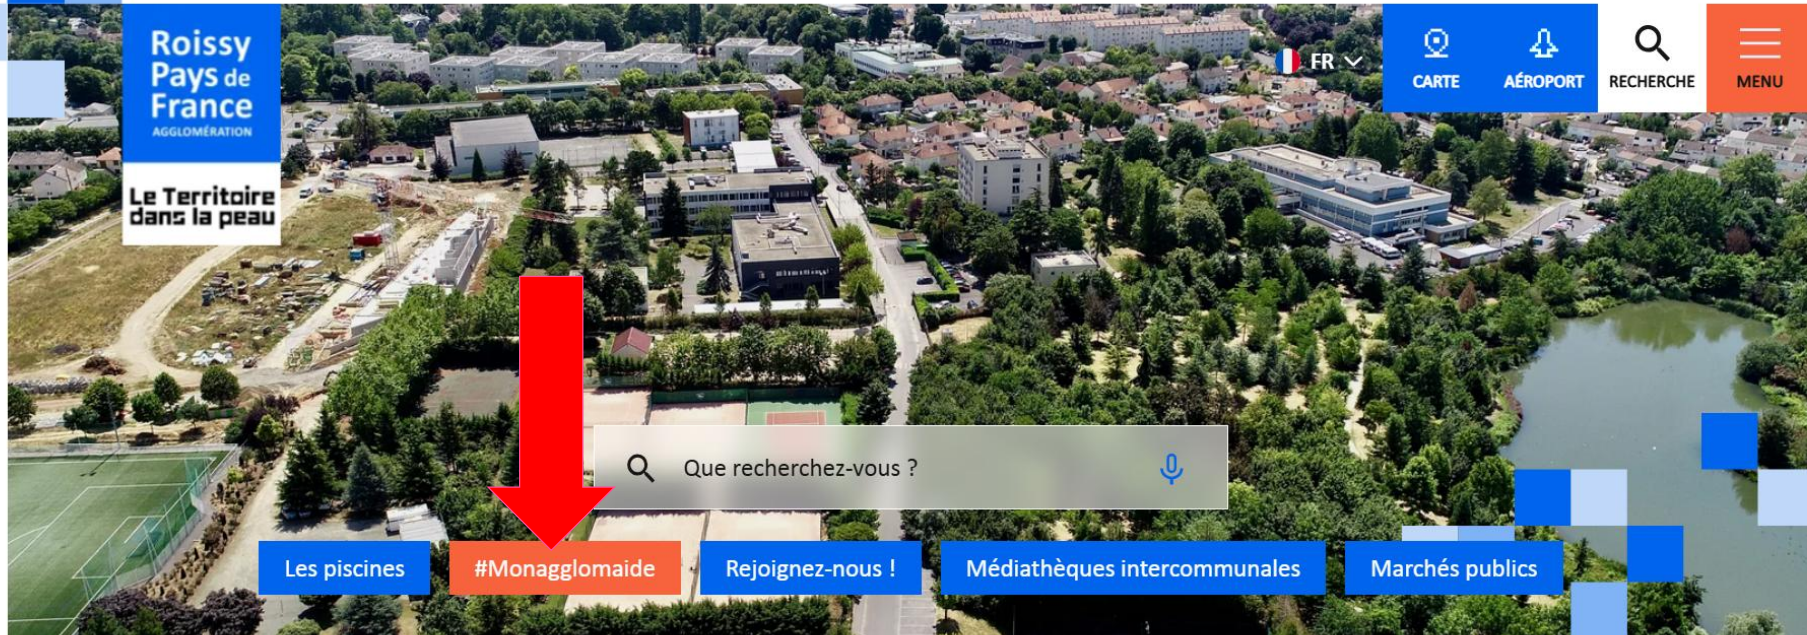 Roissy
Pays de
France
AGGLOMÉRATION
Le Territoire
dans la peau
FR
CARTE
AÉROPORT
RECHERCHE
MENU
Que recherchez-vous ?
Les piscines
#Monagglomaide
Rejoignez-nous !
Médiathèques intercommunales
Marchés publics